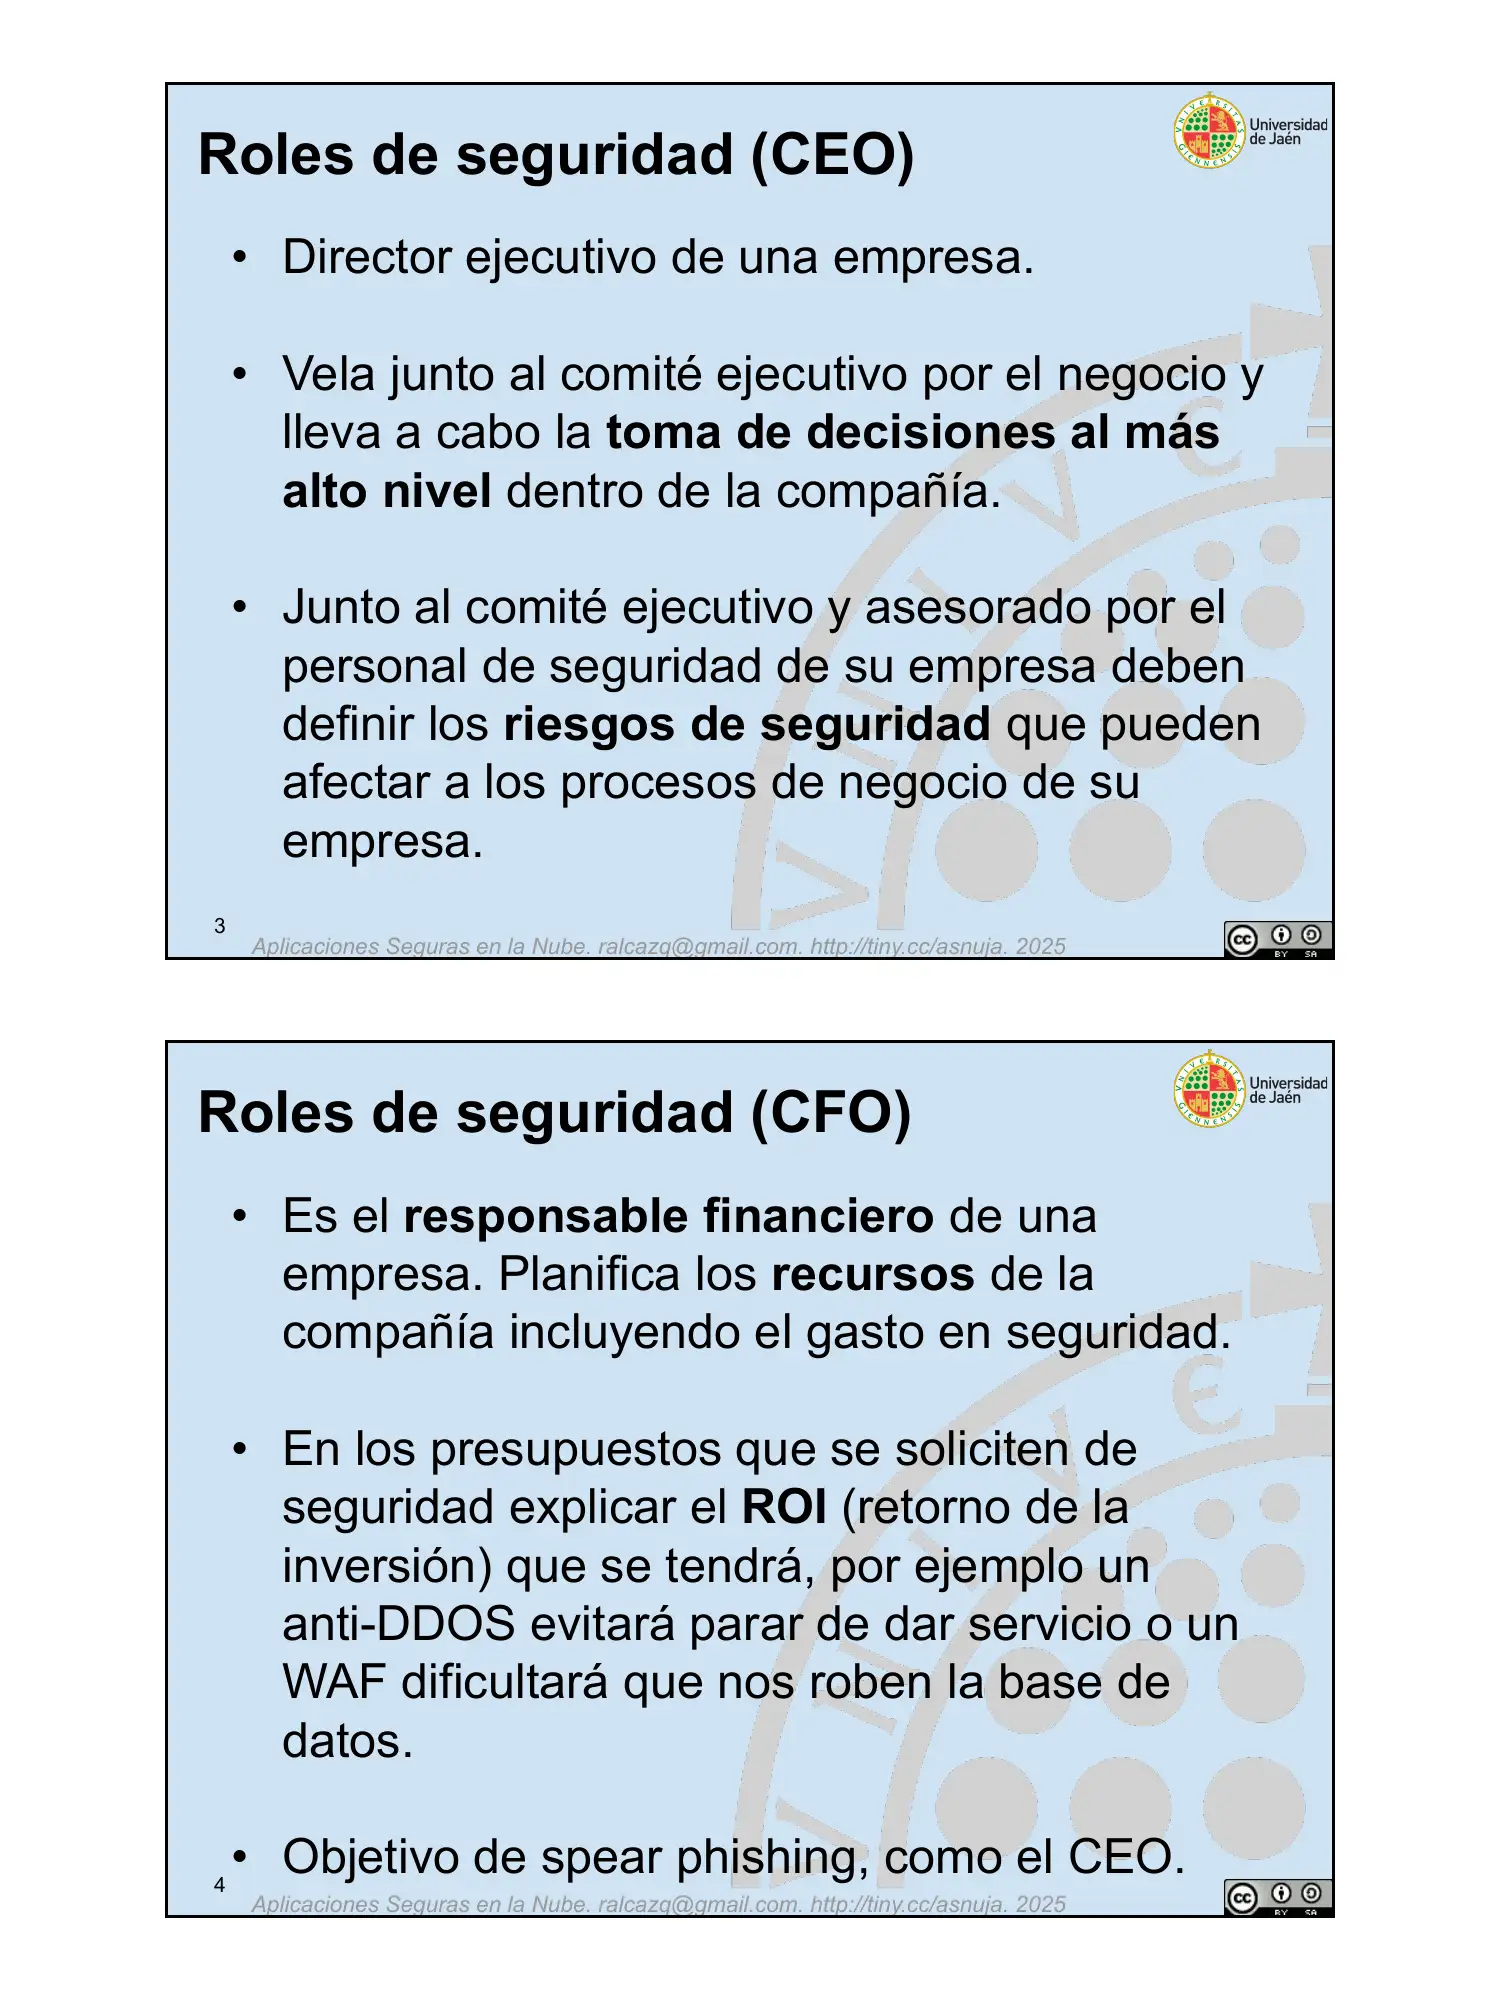 Roles de seguridad (CEO)
Universidad
de Jaén
• Director ejecutivo de una empresa.
• Vela junto al comité ejecutivo por el negocio y
lleva a cabo la toma de decisiones al más
alto nivel dentro de la compañía.
• Junto al comité ejecutivo y asesorado por el
personal de seguridad de su empresa deben
definir los riesgos de seguridad que pueden
afectar a los procesos de negocio de su
empresa.
3
Aplicaciones Seguras en la Nube. ralcazq@gmail.com. http://tiny.cc/asnuja. 2025
cc BY SA
Roles de seguridad (CFO)
Universidad
de Jaén
• Es el responsable financiero de una
empresa. Planifica los recursos de la
compañía incluyendo el gasto en seguridad.
• En los presupuestos que se soliciten de
seguridad explicar el ROI (retorno de la
inversión) que se tendrá, por ejemplo un
anti-DDOS evitará parar de dar servicio o un
WAF dificultará que nos roben la base de
datos.
• Objetivo de spear phishing, como el CEO.
4
Aplicaciones Seguras en la Nube. ralcazq@gmail.com. http://tiny.cc/asnuja. 2025
cc BY SA